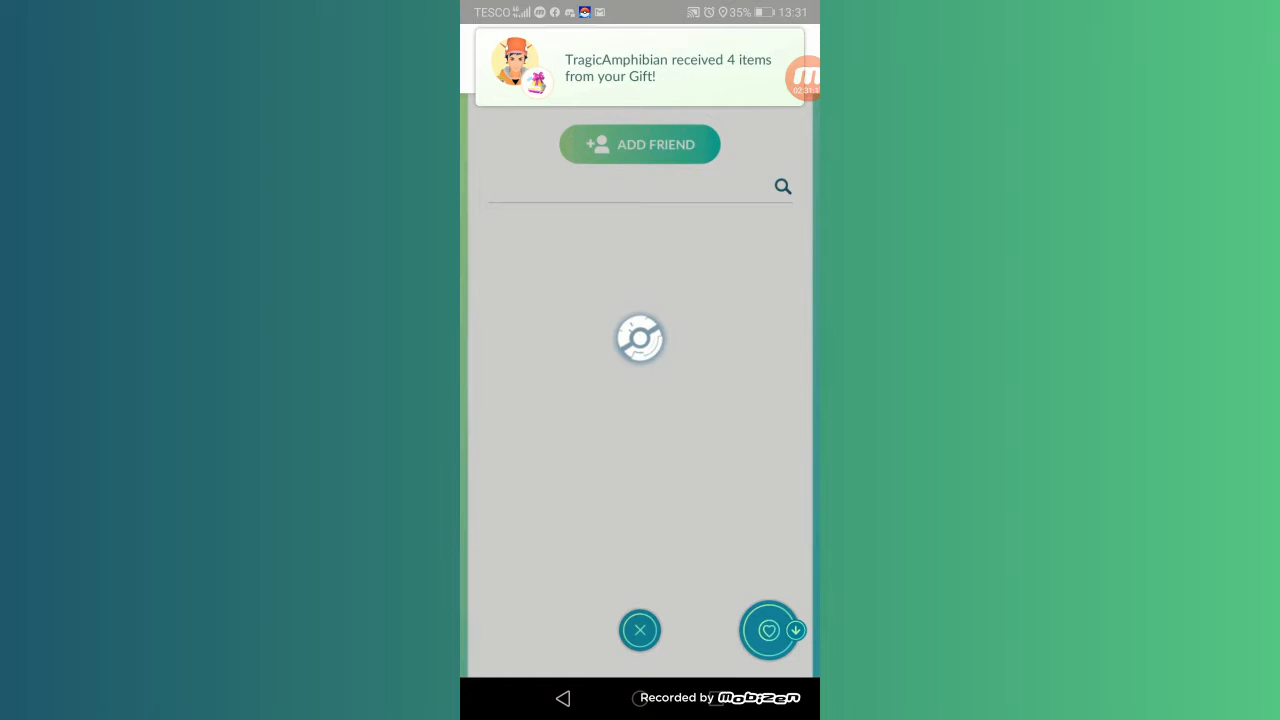 TESCO 35% 13:31
TragicAmphibian received 4 items
from your Gift!
ADD FRIEND
Recorded by mobizen